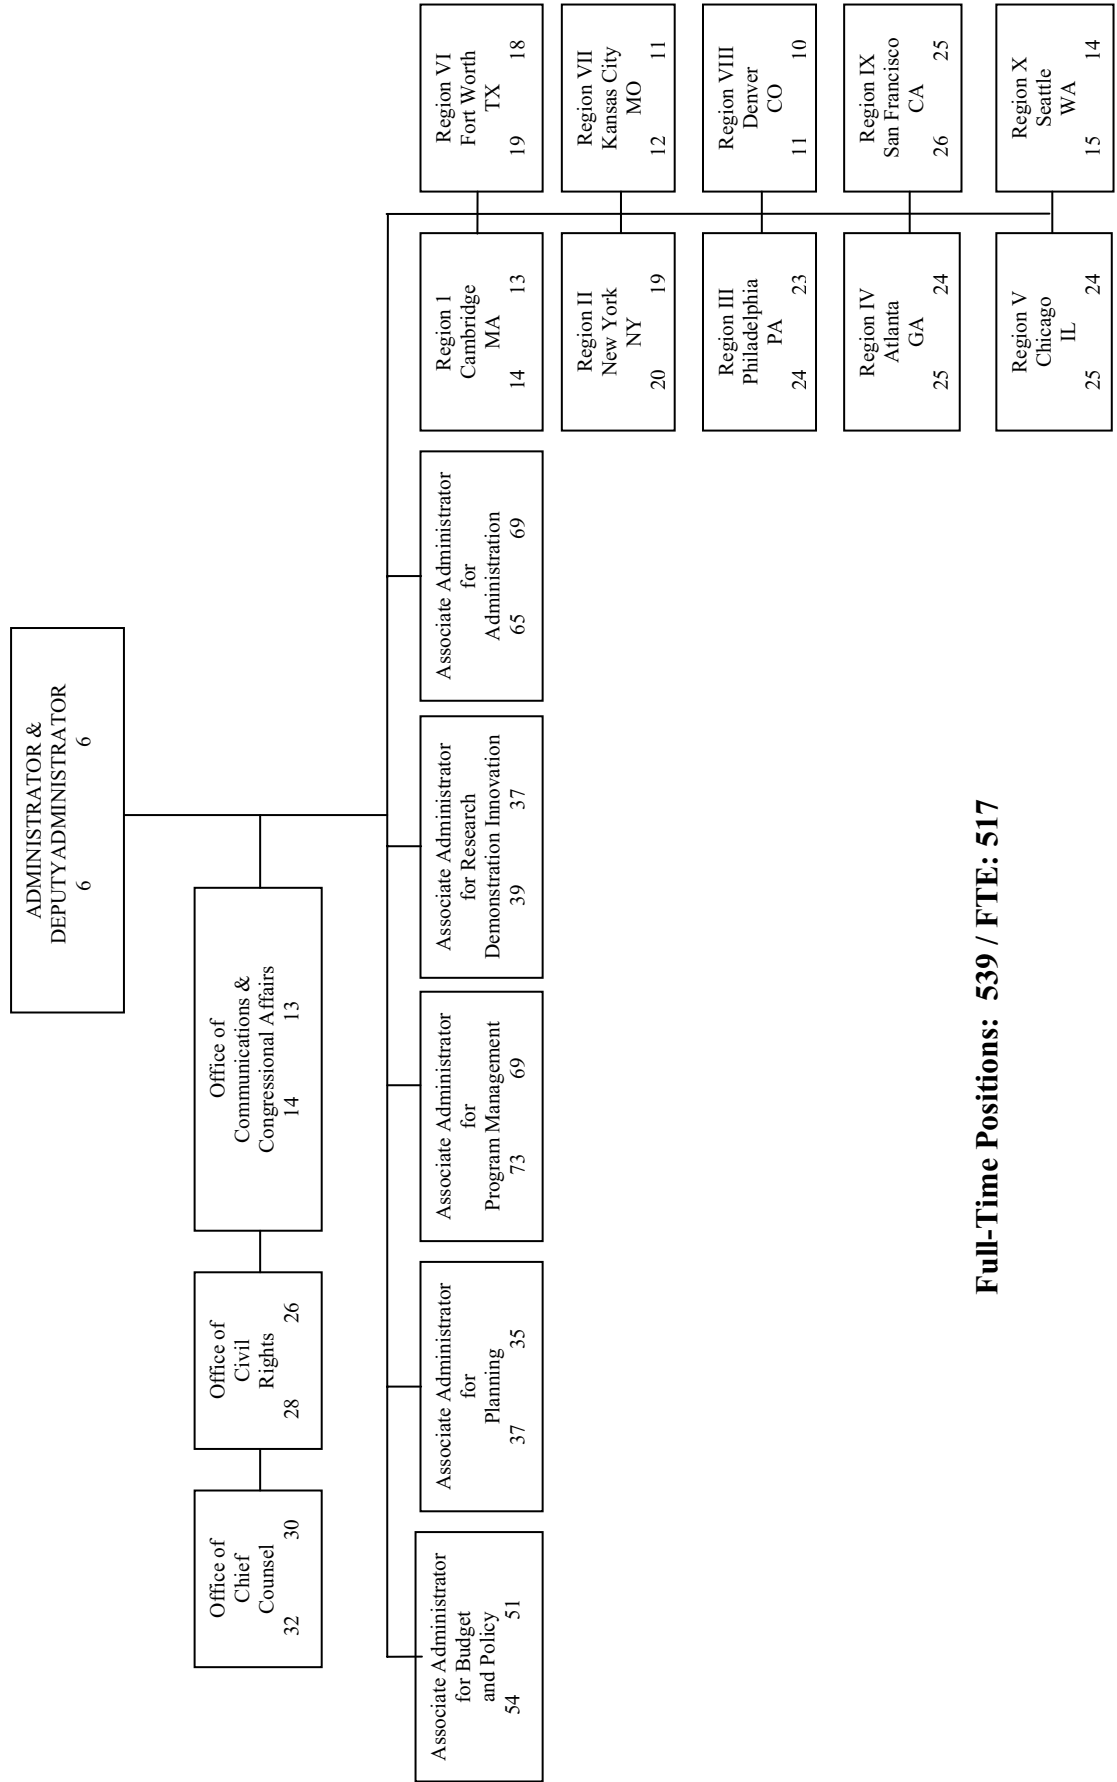 ADMINISTRATOR &
DEPUTY ADMINISTRATOR
6 6
Office of
Chief
Counsel
32 30
Office of
Civil
Rights
28 26
Office of
Communications &
Congressional Affairs
14 13
Associate Administrator
for Budget
and Policy
54 51
Associate Administrator
for
Planning
37 35
Associate Administrator
for
Program Management
73 69
Associate Administrator
for Research
Demonstration Innovation
39 37
Associate Administrator
for
Administration
65 69
Region I
Cambridge
MA
14 13
Region VI
Fort Worth
TX
19 18
Region II
New York
NY
20 19
Region VII
Kansas City
MO
12 11
Region III
Philadelphia
PA
24 23
Region VIII
Denver
CO
11 10
Region IV
Atlanta
GA
25 24
Region IX
San Francisco
CA
26 25
Region V
Chicago
IL
25 24
Region X
Seattle
WA
15 14
Full-Time Positions: 539 / FTE: 517